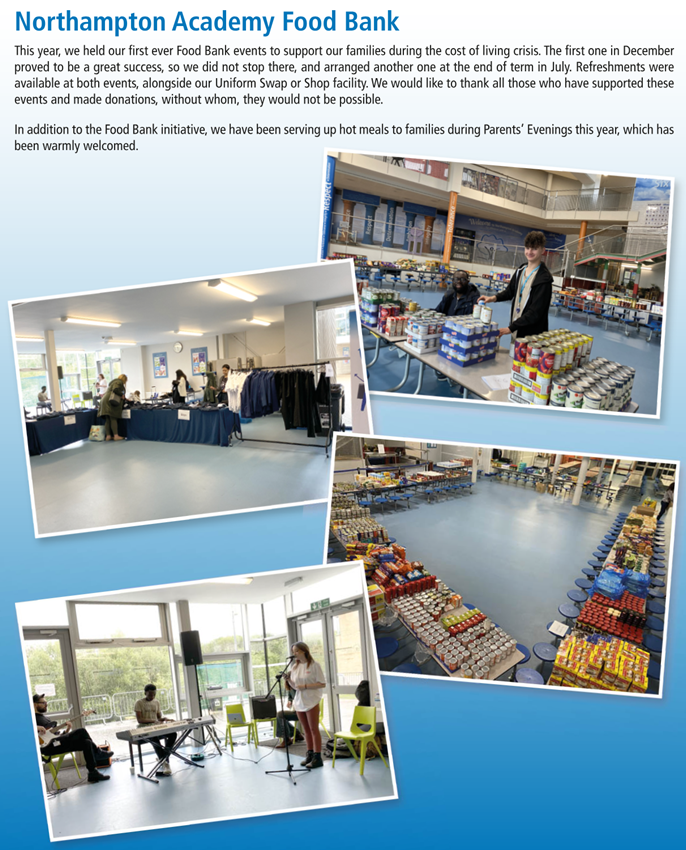 Northampton Academy Food Bank
This year, we held our first ever Food Bank events to support our families during the cost of living crisis. The first one in December
proved to be a great success, so we did not stop there, and arranged another one at the end of term in July. Refreshments were
available at both events, alongside our Uniform Swap or Shop facility. We would like to thank all those who have supported these
events and made donations, without whom, they would not be possible.
In addition to the Food Bank initiative, we have been serving up hot meals to families during Parents’ Evenings this year, which has
been warmly welcomed.
Respect